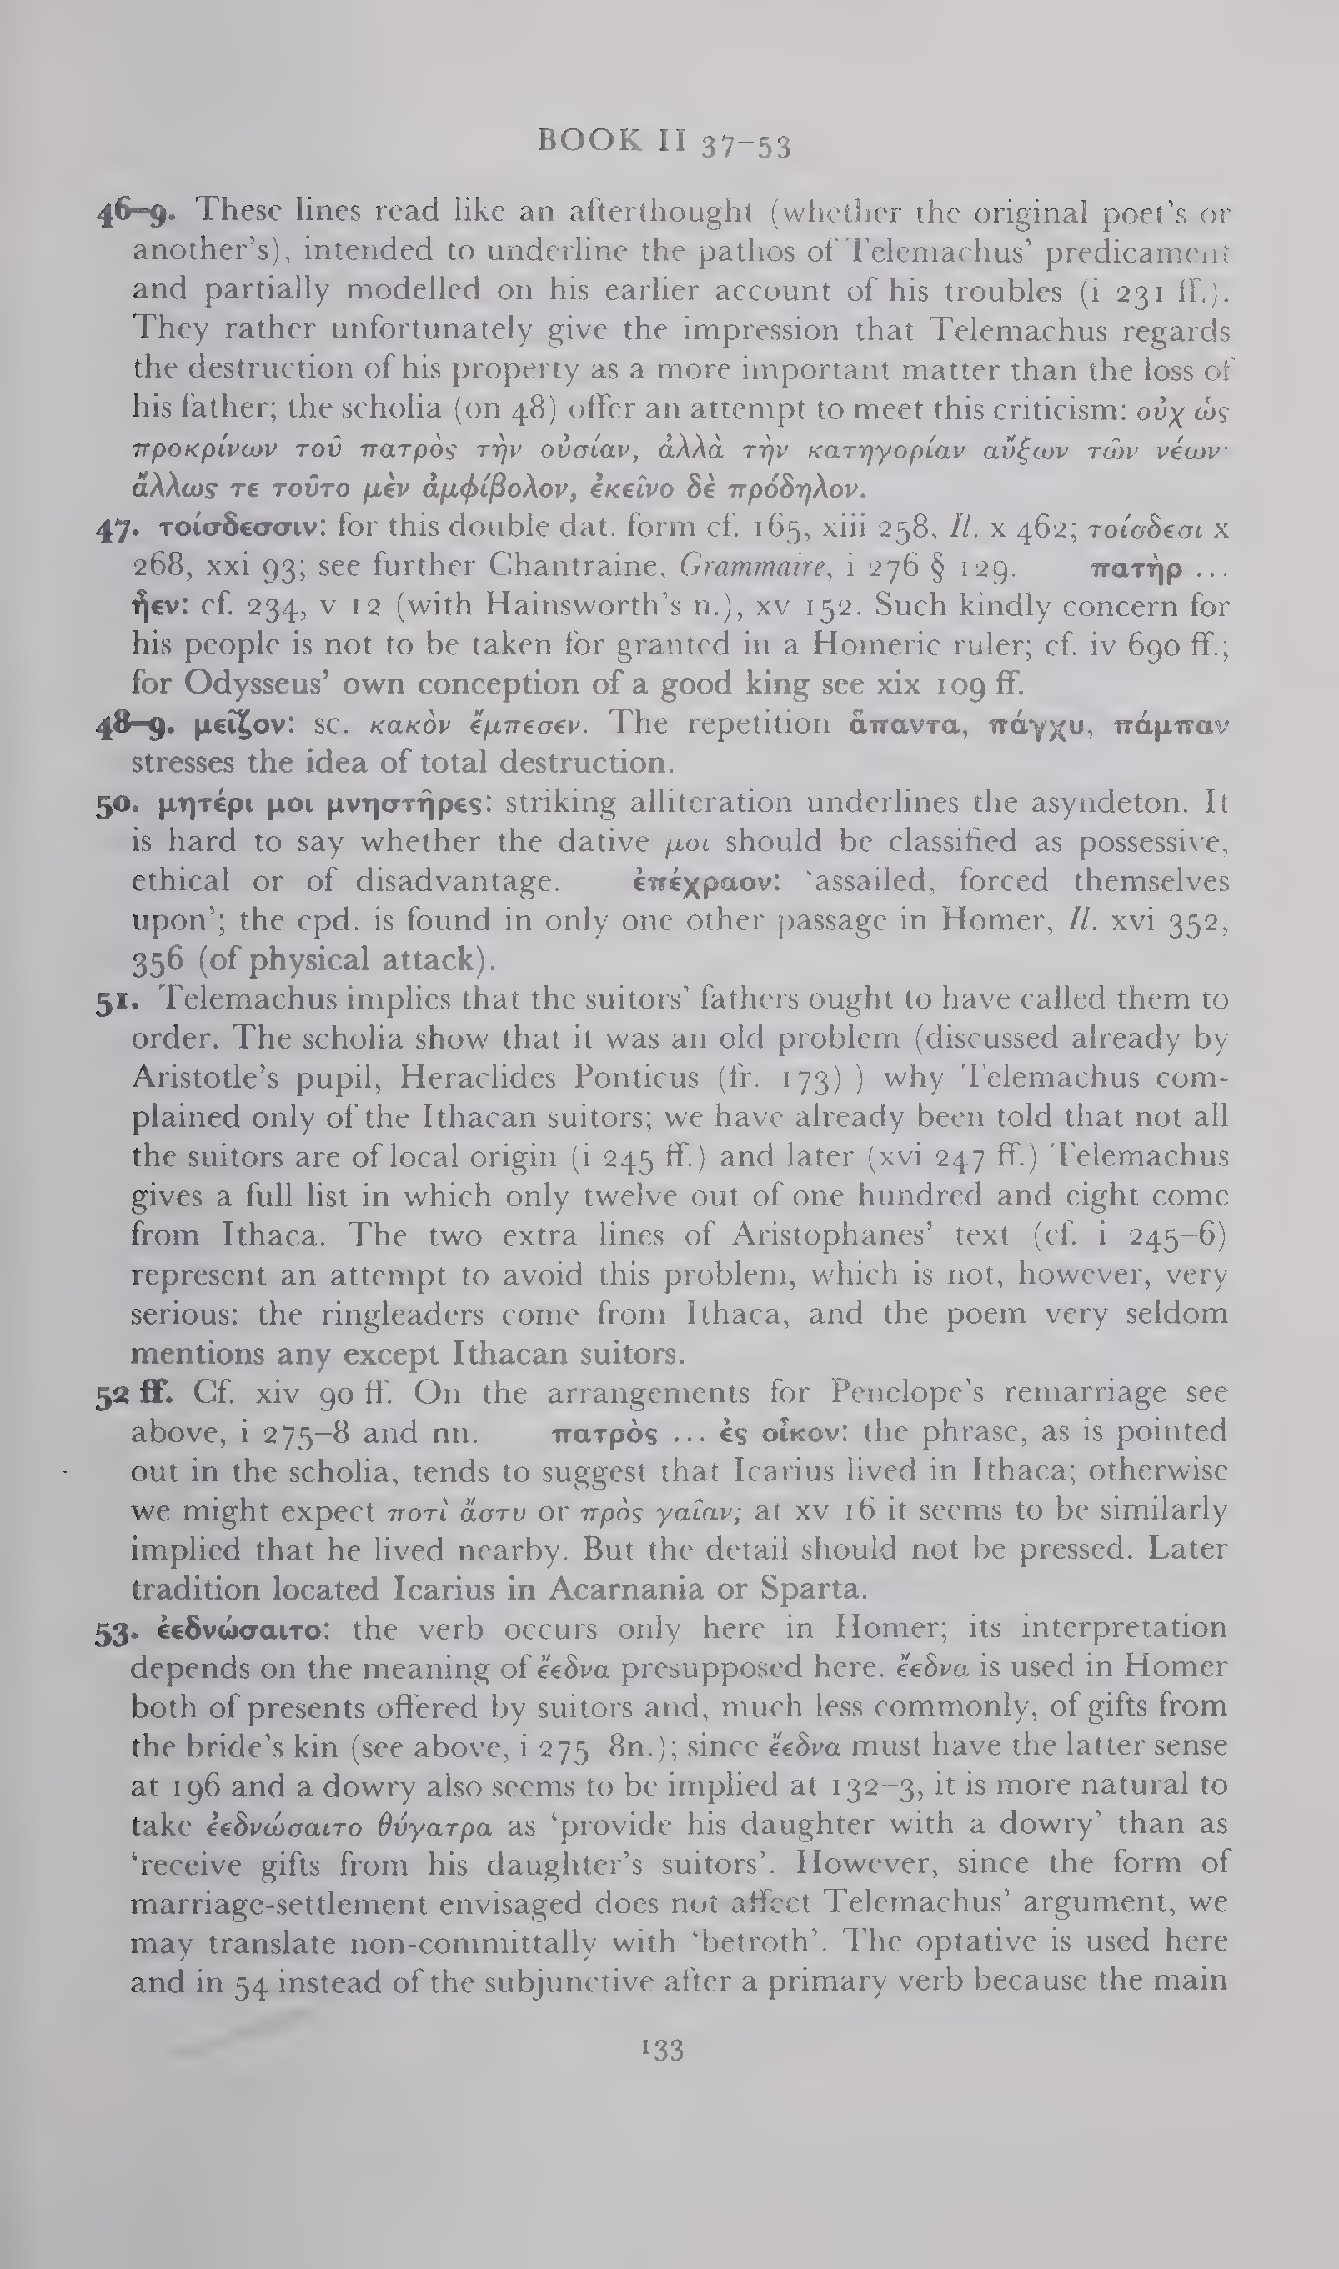 BOOK II 37–53
46–9. These lines read like an afterthought (whether the original poet's or
another's), intended to underline the pathos of Telemachus' predicament
and partially modelled on his earlier account of his troubles (i 231 ff.).
They rather unfortunately give the impression that Telemachus regards
the destruction of his property as a more important matter than the loss of
his father; the scholia (on 48) offer an attempt to meet this criticism: οὐχ ὡς
προκρίνων τοῦ πατρὸς τὴν οὐσίαν, ἀλλὰ τὴν κατηγορίαν αὔξων τῶν νέων·
ἄλλως τε τοῦτο μὲν ἀμφίβολον, ἐκεῖνο δὲ πρόδηλον.
47. τοίσδεσσιν: for this double dat. form cf. 165, xiii 258, Il. x 462; τοίσδεσι x
268, xxi 93; see further Chantraine, Grammaire, i 276 § 129. πατὴρ ...
ἦεν: cf. 234, v 12 (with Hainsworth's n.), xv 152. Such kindly concern for
his people is not to be taken for granted in a Homeric ruler; cf. iv 690 ff.;
for Odysseus' own conception of a good king see xix 109 ff.
48–9. μεῖζον: sc. κακὸν ἔμπεσεν. The repetition ἅπαντα, πάγχυ, πάμπαν
stresses the idea of total destruction.
50. μητέρι μοι μνηστῆρες: striking alliteration underlines the asyndeton. It
is hard to say whether the dative μοι should be classified as possessive,
ethical or of disadvantage. ἐπέχραον: 'assailed, forced themselves
upon'; the cpd. is found in only one other passage in Homer, Il. xvi 352,
356 (of physical attack).
51. Telemachus implies that the suitors' fathers ought to have called them to
order. The scholia show that it was an old problem (discussed already by
Aristotle's pupil, Heraclides Ponticus (fr. 173) ) why Telemachus com-
plained only of the Ithacan suitors; we have already been told that not all
the suitors are of local origin (i 245 ff.) and later (xvi 247 ff.) Telemachus
gives a full list in which only twelve out of one hundred and eight come
from Ithaca. The two extra lines of Aristophanes' text (cf. i 245–6)
represent an attempt to avoid this problem, which is not, however, very
serious: the ringleaders come from Ithaca, and the poem very seldom
mentions any except Ithacan suitors.
52 ff. Cf. xiv 90 ff. On the arrangements for Penelope's remarriage see
above, i 275–8 and nn. πατρὸς ... ἐς οἶκον: the phrase, as is pointed
out in the scholia, tends to suggest that Icarius lived in Ithaca; otherwise
we might expect ποτὶ ἄστυ or πρὸς γαῖαν; at xv 16 it seems to be similarly
implied that he lived nearby. But the detail should not be pressed. Later
tradition located Icarius in Acarnania or Sparta.
53. ἐεδνώσαιτο: the verb occurs only here in Homer; its interpretation
depends on the meaning of ἔεδνα presupposed here. ἔεδνα is used in Homer
both of presents offered by suitors and, much less commonly, of gifts from
the bride's kin (see above, i 275 8n.); since ἔεδνα must have the latter sense
at 196 and a dowry also seems to be implied at 132–3, it is more natural to
take ἐεδνώσαιτο θύγατρα as 'provide his daughter with a dowry' than as
'receive gifts from his daughter's suitors'. However, since the form of
marriage-settlement envisaged does not affect Telemachus' argument, we
may translate non-committally with 'betroth'. The optative is used here
and in 54 instead of the subjunctive after a primary verb because the main
133